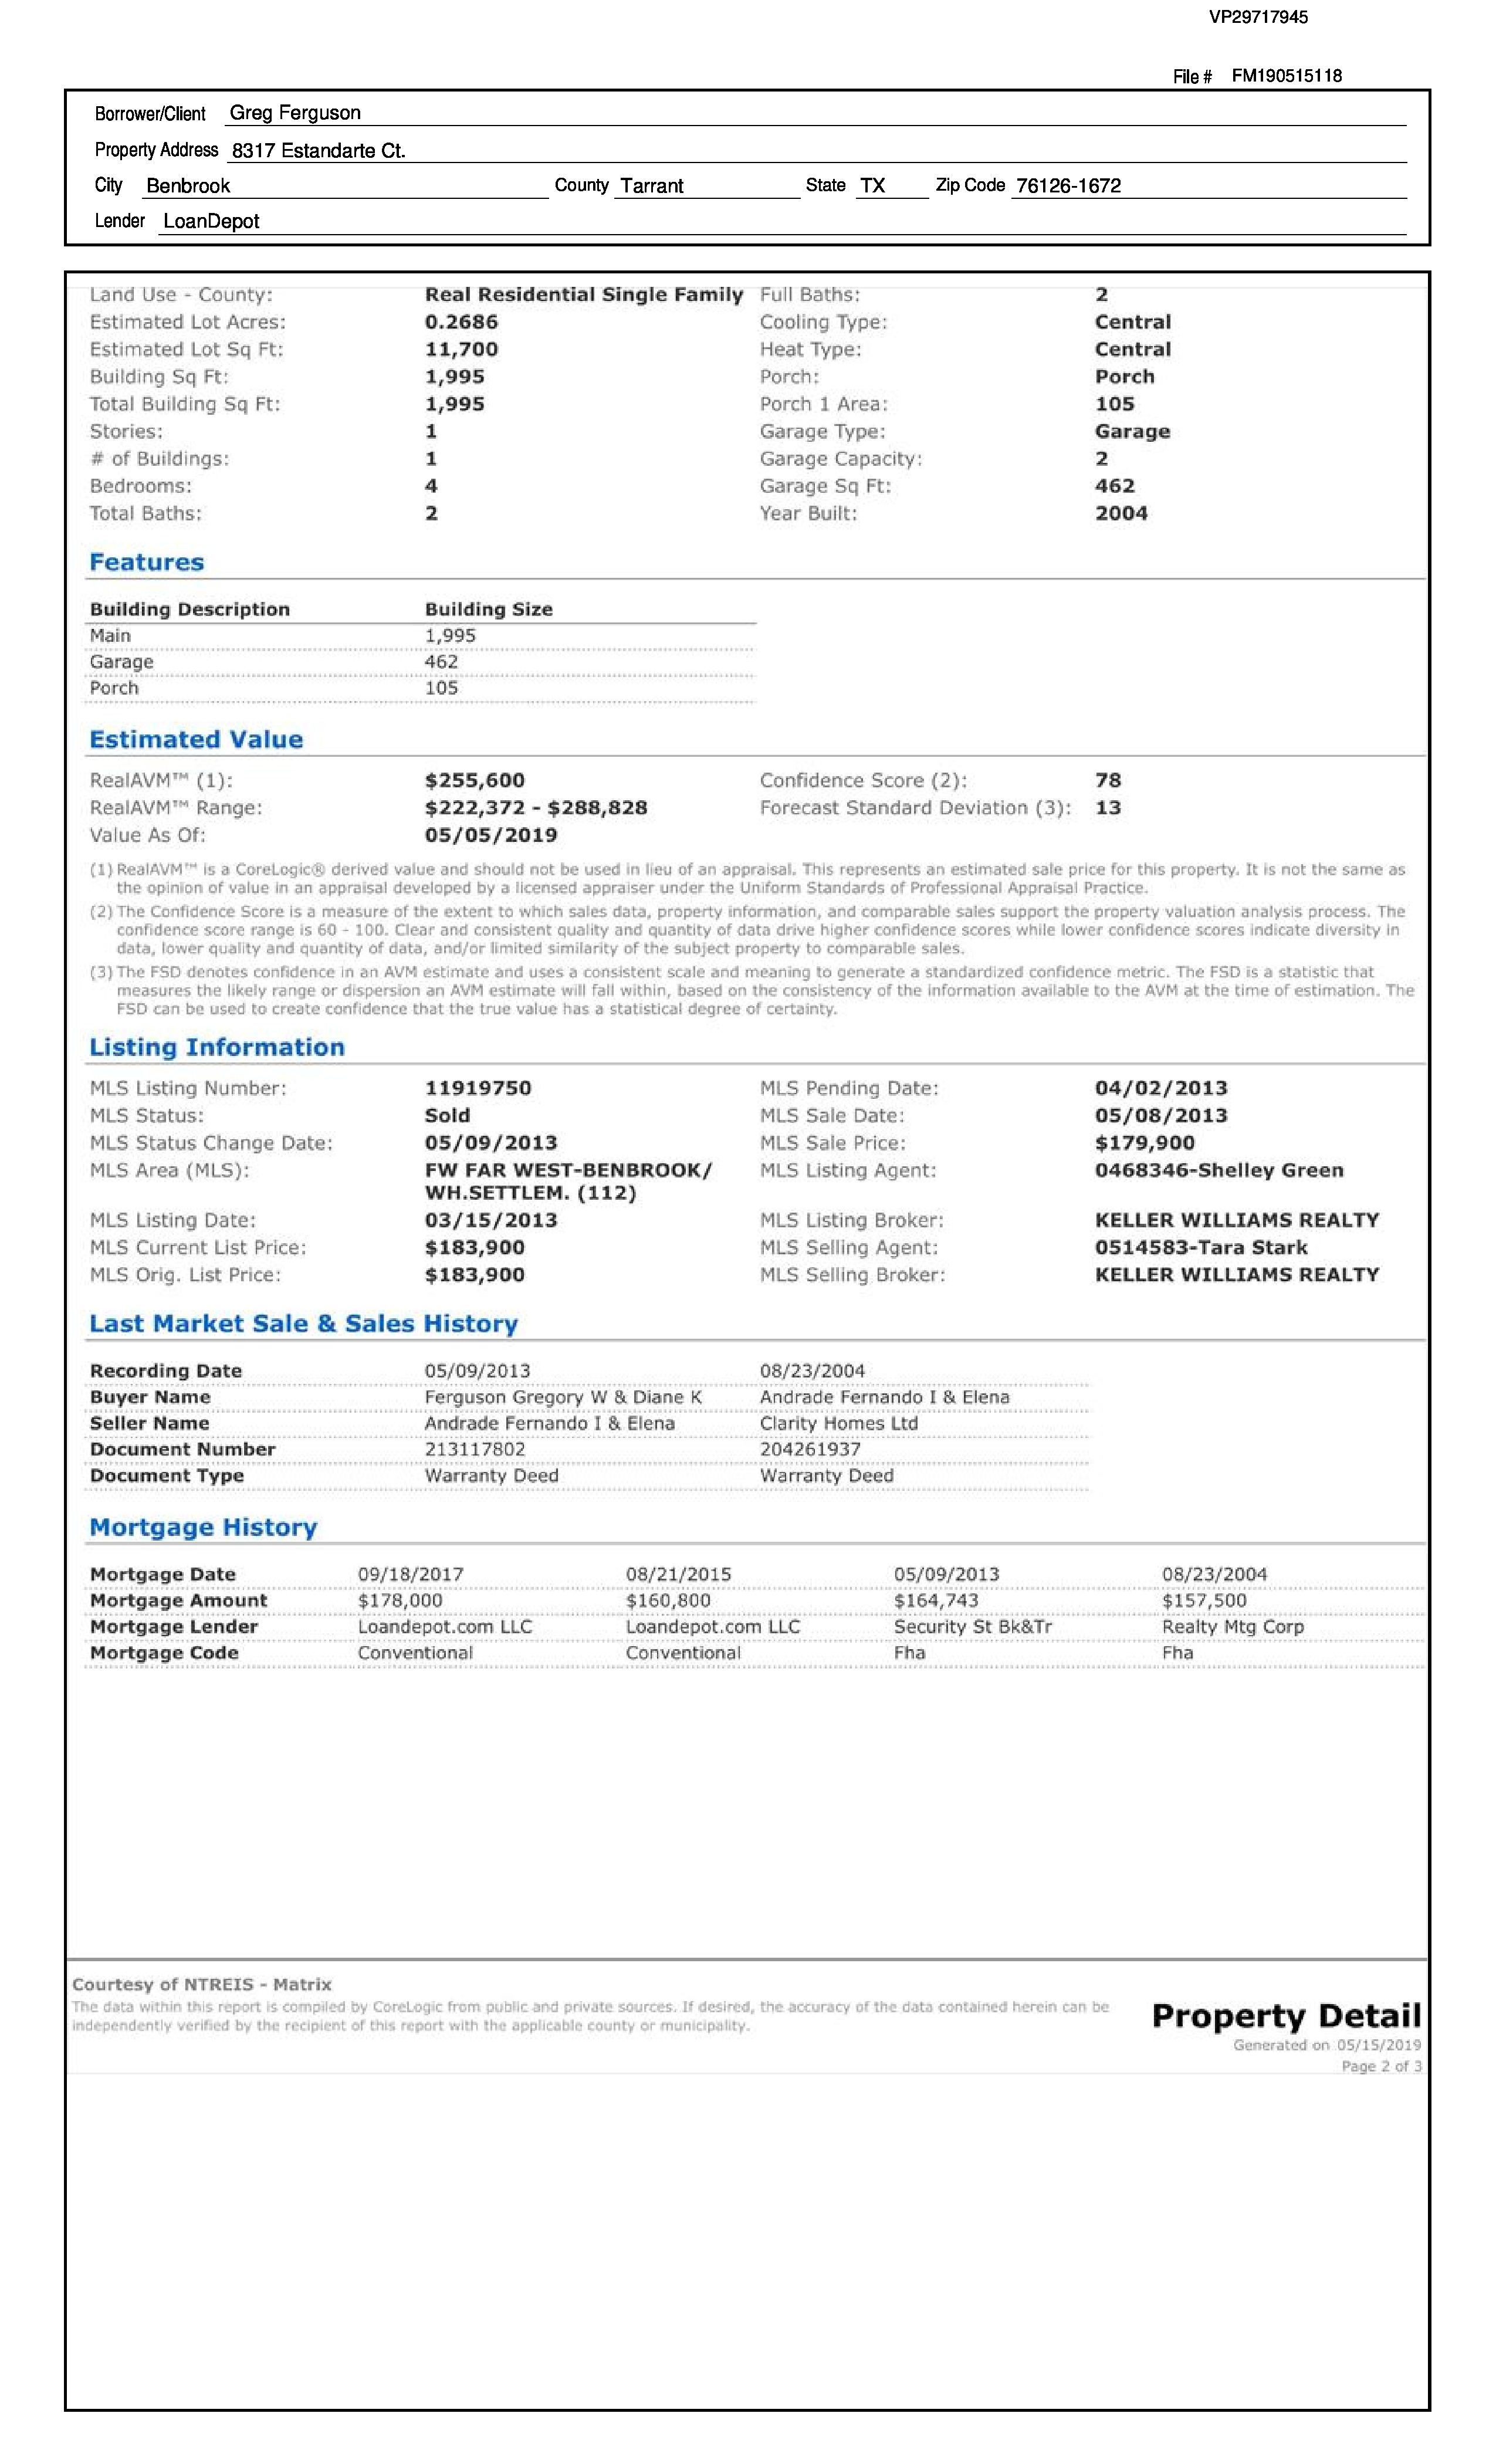 VP29717945
File # FM190515118
Borrower/Client Greg Ferguson
Property Address 8317 Estandarte Ct.
City Benbrook County Tarrant State TX Zip Code 76126-1672
Lender LoanDepot
Land Use - County: Real Residential Single Family Full Baths: 2
Estimated Lot Acres: 0.2686 Cooling Type: Central
Estimated Lot Sq Ft: 11,700 Heat Type: Central
Building Sq Ft: 1,995 Porch: Porch
Total Building Sq Ft: 1,995 Porch 1 Area: 105
Stories: 1 Garage Type: Garage
# of Buildings: 1 Garage Capacity: 2
Bedrooms: 4 Garage Sq Ft: 462
Total Baths: 2 Year Built: 2004
Features
Building Description Building Size
Main 1,995
Garage 462
Porch 105
Estimated Value
RealAVM™ (1): $255,600 Confidence Score (2): 78
RealAVM™ Range: $222,372 - $288,828 Forecast Standard Deviation (3): 13
Value As Of: 05/05/2019
(1) RealAVM™ is a CoreLogic® derived value and should not be used in lieu of an appraisal. This represents an estimated sale price for this property. It is not the same as
the opinion of value in an appraisal developed by a licensed appraiser under the Uniform Standards of Professional Appraisal Practice.
(2) The Confidence Score is a measure of the extent to which sales data, property information, and comparable sales support the property valuation analysis process. The
confidence score range is 60 - 100. Clear and consistent quality and quantity of data drive higher confidence scores while lower confidence scores indicate diversity in
data, lower quality and quantity of data, and/or limited similarity of the subject property to comparable sales.
(3) The FSD denotes confidence in an AVM estimate and uses a consistent scale and meaning to generate a standardized confidence metric. The FSD is a statistic that
measures the likely range or dispersion an AVM estimate will fall within, based on the consistency of the information available to the AVM at the time of estimation. The
FSD can be used to create confidence that the true value has a statistical degree of certainty.
Listing Information
MLS Listing Number: 11919750 MLS Pending Date: 04/02/2013
MLS Status: Sold MLS Sale Date: 05/08/2013
MLS Status Change Date: 05/09/2013 MLS Sale Price: $179,900
MLS Area (MLS): FW FAR WEST-BENBROOK/ MLS Listing Agent: 0468346-Shelley Green
WH.SETTLEM. (112)
MLS Listing Date: 03/15/2013 MLS Listing Broker: KELLER WILLIAMS REALTY
MLS Current List Price: $183,900 MLS Selling Agent: 0514583-Tara Stark
MLS Orig. List Price: $183,900 MLS Selling Broker: KELLER WILLIAMS REALTY
Last Market Sale & Sales History
Recording Date 05/09/2013 08/23/2004
Buyer Name Ferguson Gregory W & Diane K Andrade Fernando I & Elena
Seller Name Andrade Fernando I & Elena Clarity Homes Ltd
Document Number 213117802 204261937
Document Type Warranty Deed Warranty Deed
Mortgage History
Mortgage Date 09/18/2017 08/21/2015 05/09/2013 08/23/2004
Mortgage Amount $178,000 $160,800 $164,743 $157,500
Mortgage Lender Loandepot.com LLC Loandepot.com LLC Security St Bk&Tr Realty Mtg Corp
Mortgage Code Conventional Conventional Fha Fha
Courtesy of NTREIS - Matrix
The data within this report is compiled by CoreLogic from public and private sources. If desired, the accuracy of the data contained herein can be
independently verified by the recipient of this report with the applicable county or municipality.
Property Detail
Generated on 05/15/2019
Page 2 of 3